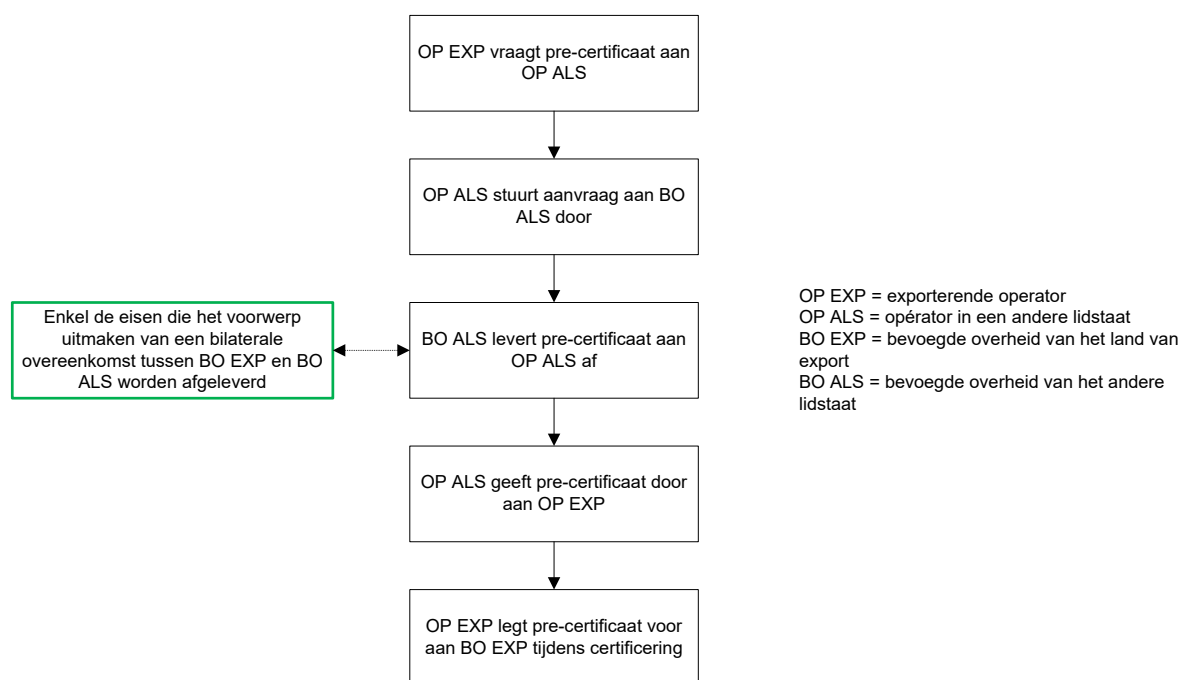 OP EXP vraagt pre-certificaat aan
OP ALS
OP ALS stuurt aanvraag aan BO
ALS door
Enkel de eisen die het voorwerp
uitmaken van een bilaterale
overeenkomst tussen BO EXP en BO
ALS worden afgeleverd
BO ALS levert pre-certificaat aan
OP ALS af
OP EXP = exporterende operator
OP ALS = opérator in een andere lidstaat
BO EXP = bevoegde overheid van het land van
export
BO ALS = bevoegde overheid van het andere
lidstaat
OP ALS geeft pre-certificaat door
aan OP EXP
OP EXP legt pre-certificaat voor
aan BO EXP tijdens certificering